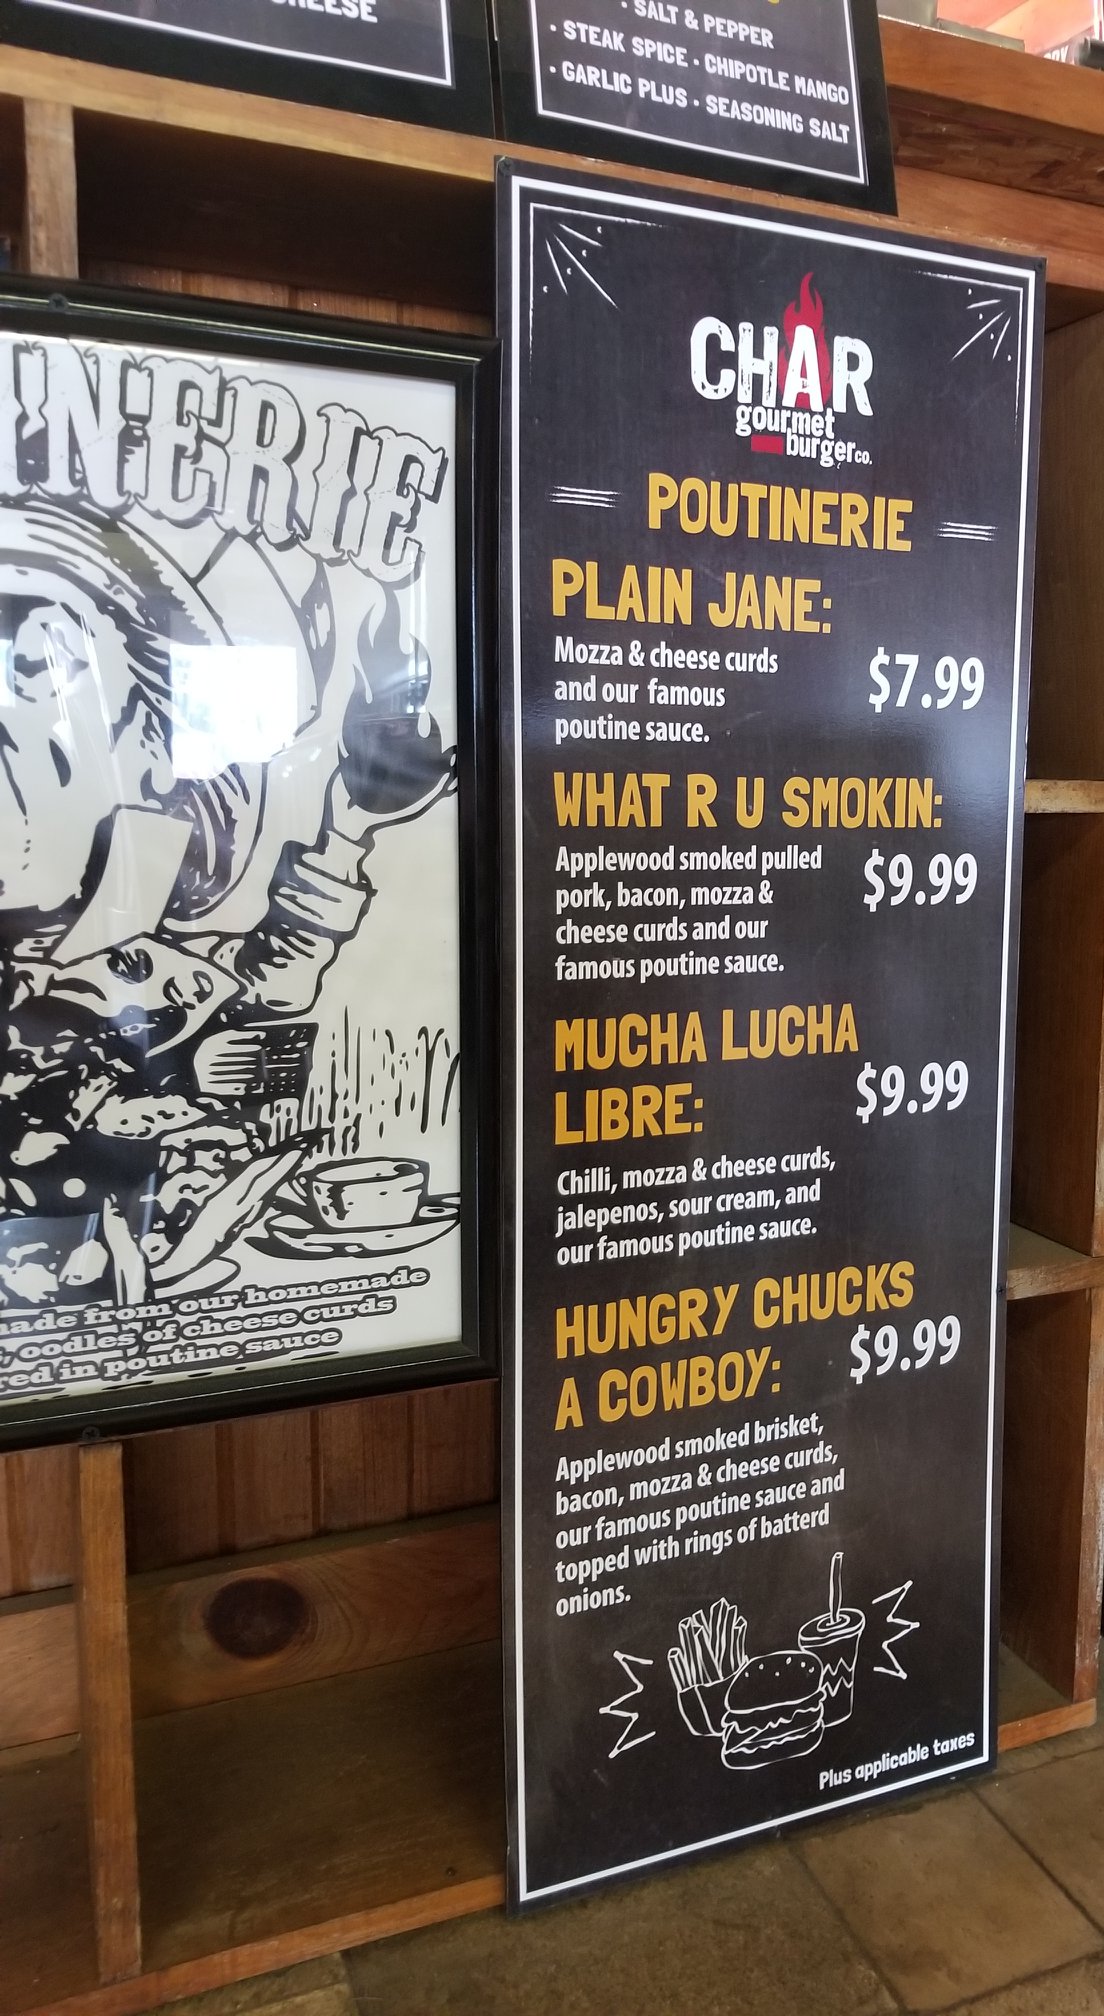 · SALT & PEPPER
· STEAK SPICE · CHIPOTLE MANGO
· GARLIC PLUS · SEASONING SALT
CHAR
gourmet
burger co.
POUTINERIE
PLAIN JANE:
Mozza & cheese curds
and our famous
poutine sauce.
$7.99
WHAT R U SMOKIN:
Applewood smoked pulled
pork, bacon, mozza &
cheese curds and our
famous poutine sauce.
$9.99
MUCHA LUCHA
LIBRE:
$9.99
Chilli, mozza & cheese curds,
jalepenos, sour cream, and
our famous poutine sauce.
HUNGRY CHUCKS
A COWBOY:
$9.99
Applewood smoked brisket,
bacon, mozza & cheese curds,
our famous poutine sauce and
topped with rings of batterd
onions.
Plus applicable taxes
from our homemade
oodles of cheese curds
in poutine sauce